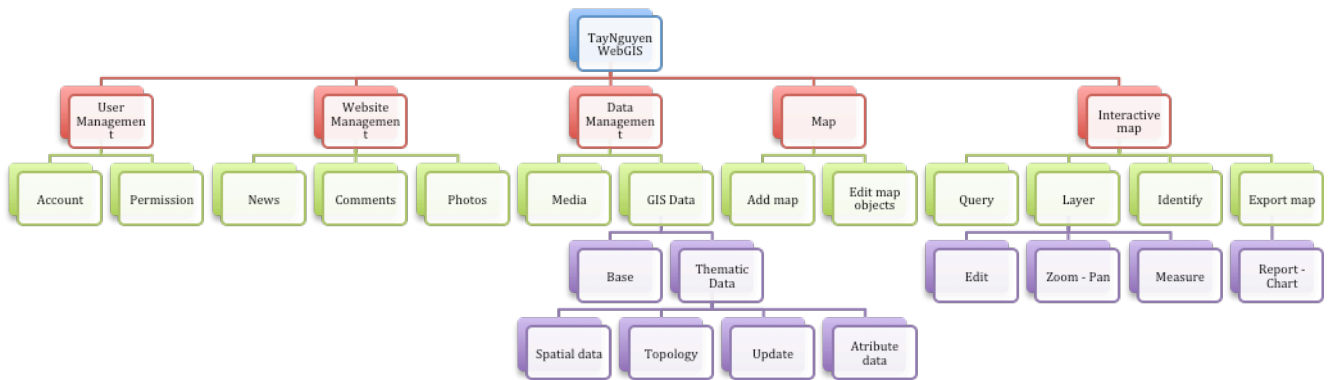 TayNguyen
WebGIS
User
Managemen
t
Website
Managemen
t
Data
Managemen
t
Map
Interactive
map
Account
Permission
News
Comments
Photos
Media
GIS Data
Add map
Edit map
objects
Query
Layer
Identify
Export map
Base
Thematic
Data
Edit
Zoom - Pan
Measure
Report -
Chart
Spatial data
Topology
Update
Atribute
data